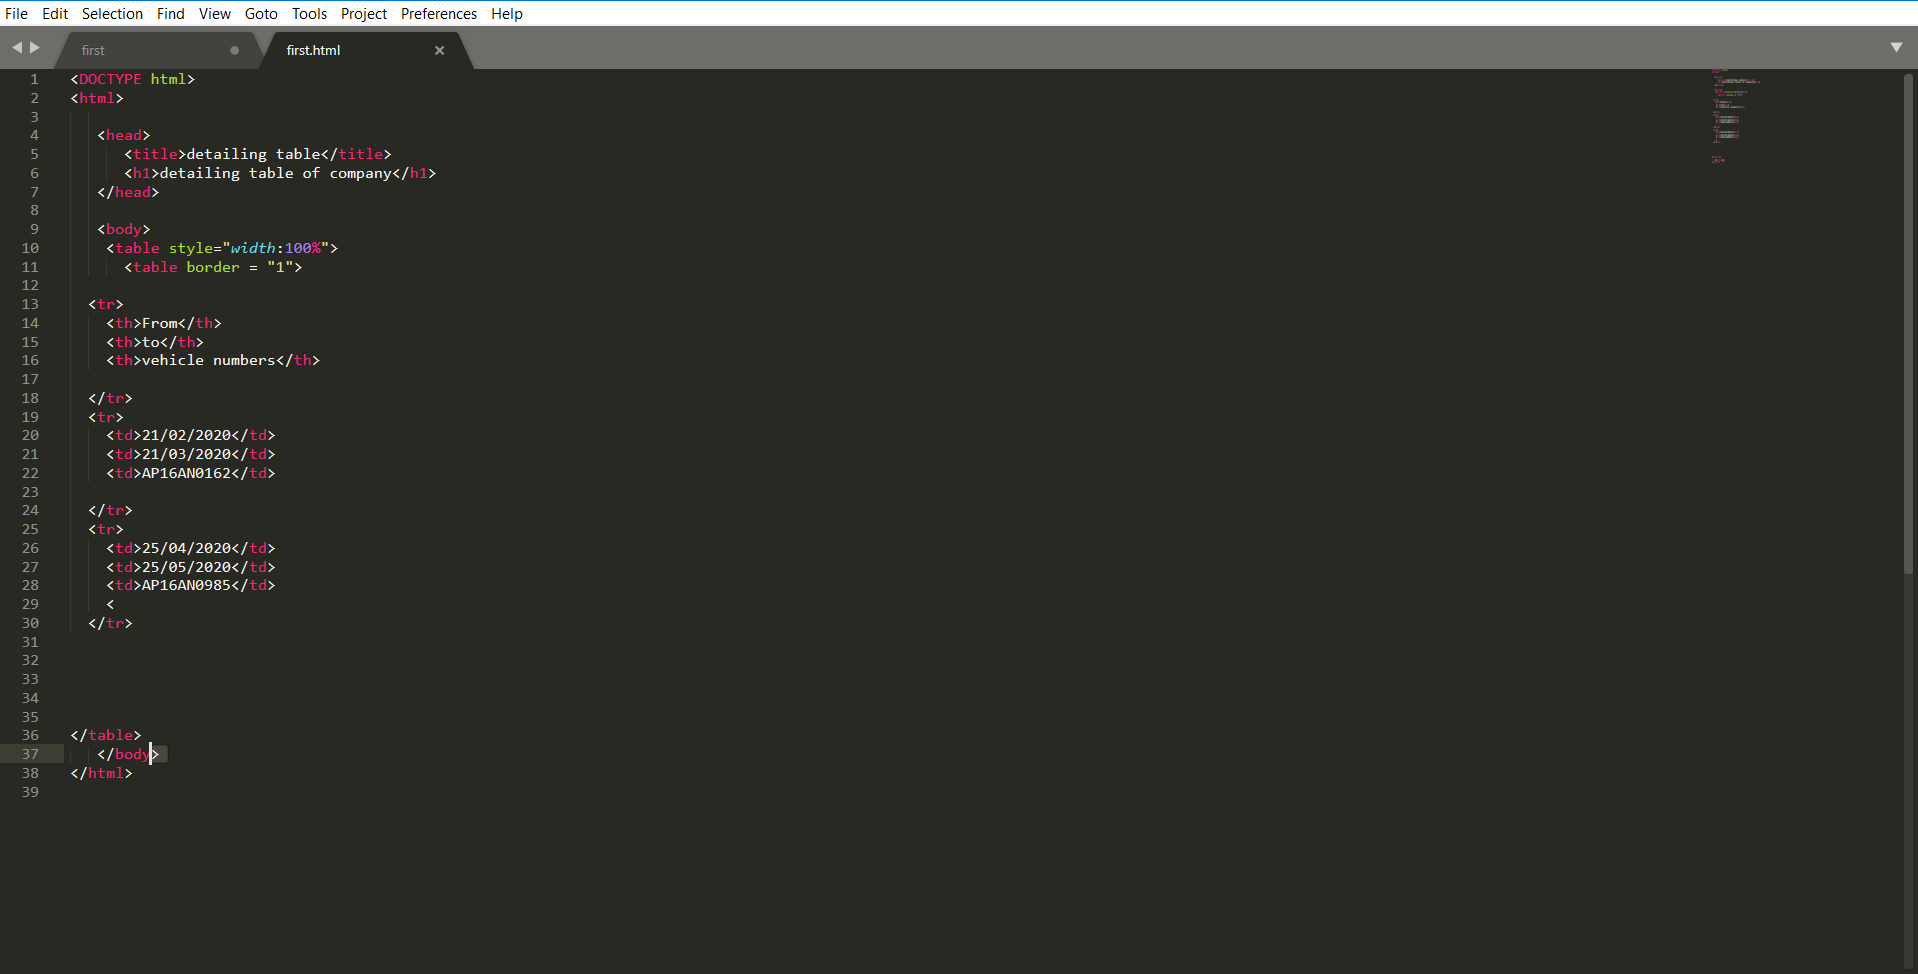 File Edit Selection Find View Goto Tools Project Preferences Help
first first.html
1 <DOCTYPE html>
2 <html>
3
4 <head>
5 <title>detailing table</title>
6 <h1>detailing table of company</h1>
7 </head>
8
9 <body>
10 <table style="width:100%">
11 <table border = "1">
12
13 <tr>
14 <th>From</th>
15 <th>to</th>
16 <th>vehicle numbers</th>
17
18 </tr>
19 <tr>
20 <td>21/02/2020</td>
21 <td>21/03/2020</td>
22 <td>AP16AN0162</td>
23
24 </tr>
25 <tr>
26 <td>25/04/2020</td>
27 <td>25/05/2020</td>
28 <td>AP16AN0985</td>
29 <
30 </tr>
31
32
33
34
35
36 </table>
37 </body>
38 </html>
39